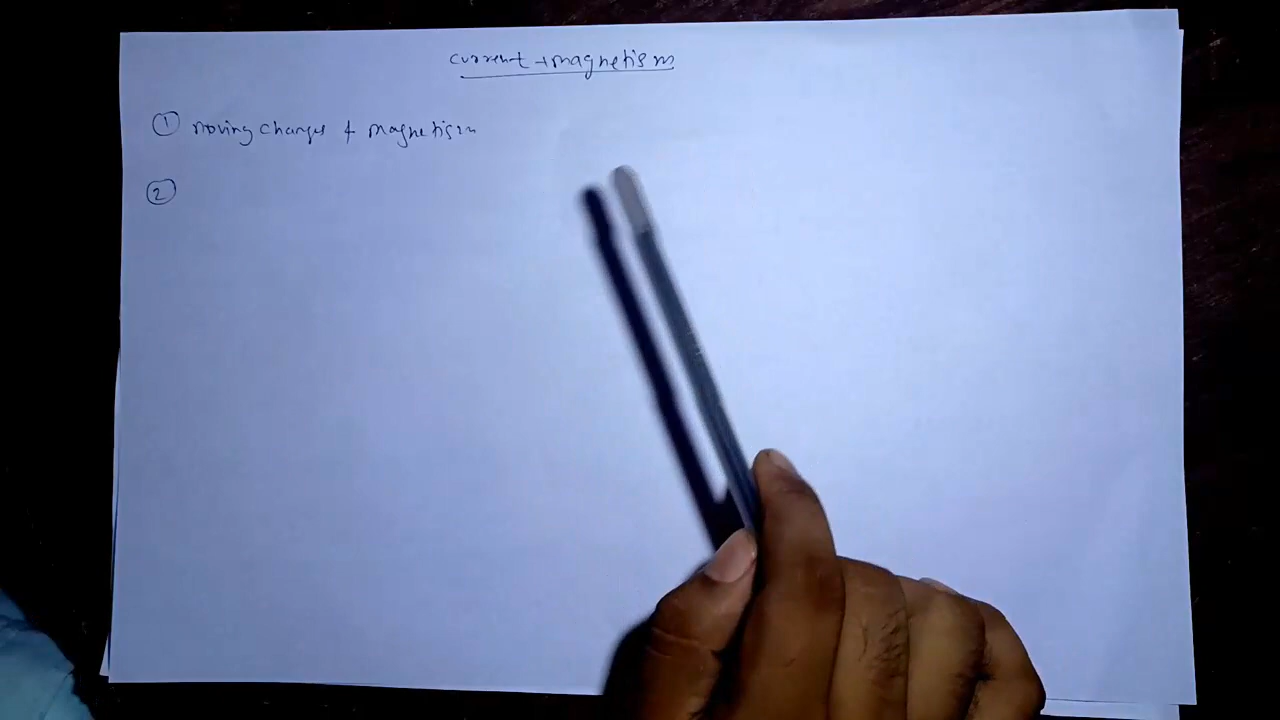 current + magnetism
① moving charges & magnetism
②